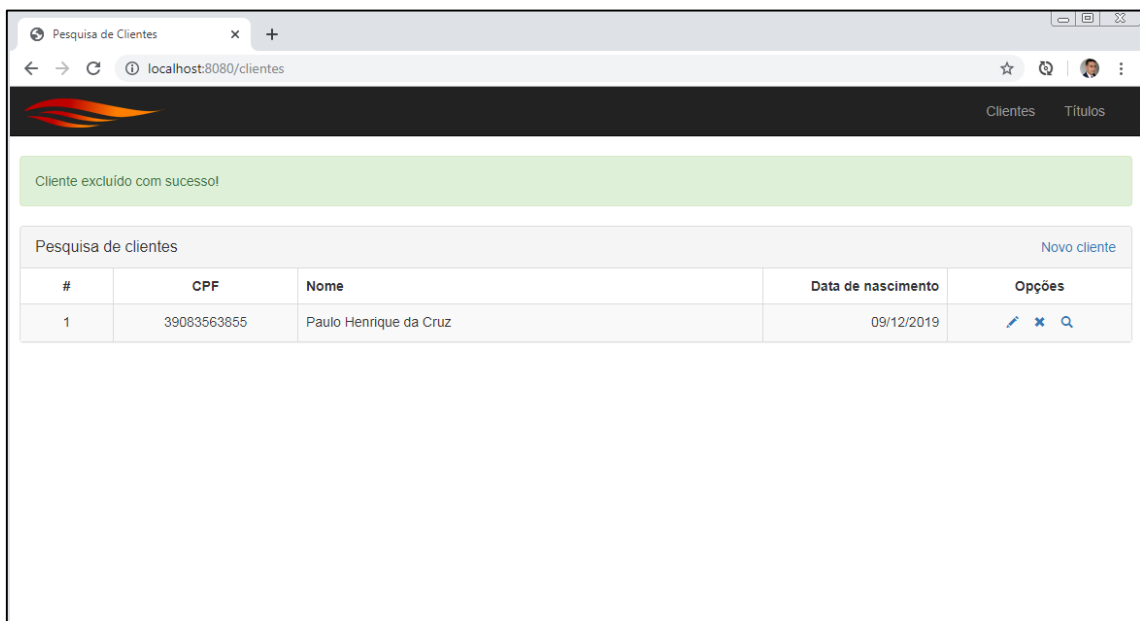 Pesquisa de Clientes
localhost:8080/clientes
Clientes Títulos
Cliente excluído com sucesso!
Pesquisa de clientes Novo cliente
# CPF Nome Data de nascimento Opções
1 39083563855 Paulo Henrique da Cruz 09/12/2019